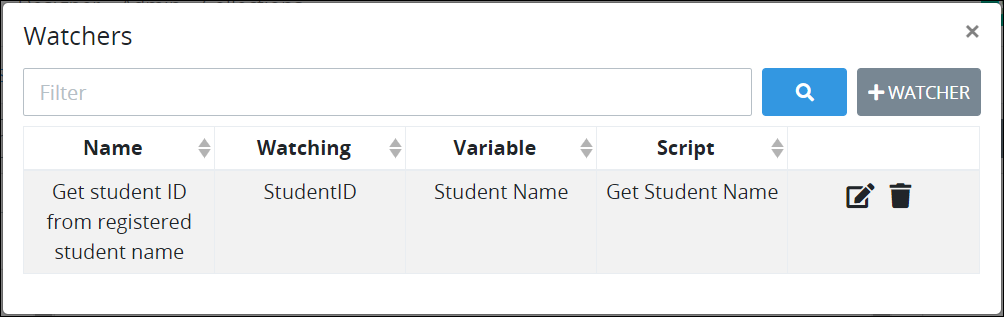 Watchers
×
Filter
+ WATCHER
Name Watching Variable Script
Get student ID StudentID Student Name Get Student Name
from registered
student name